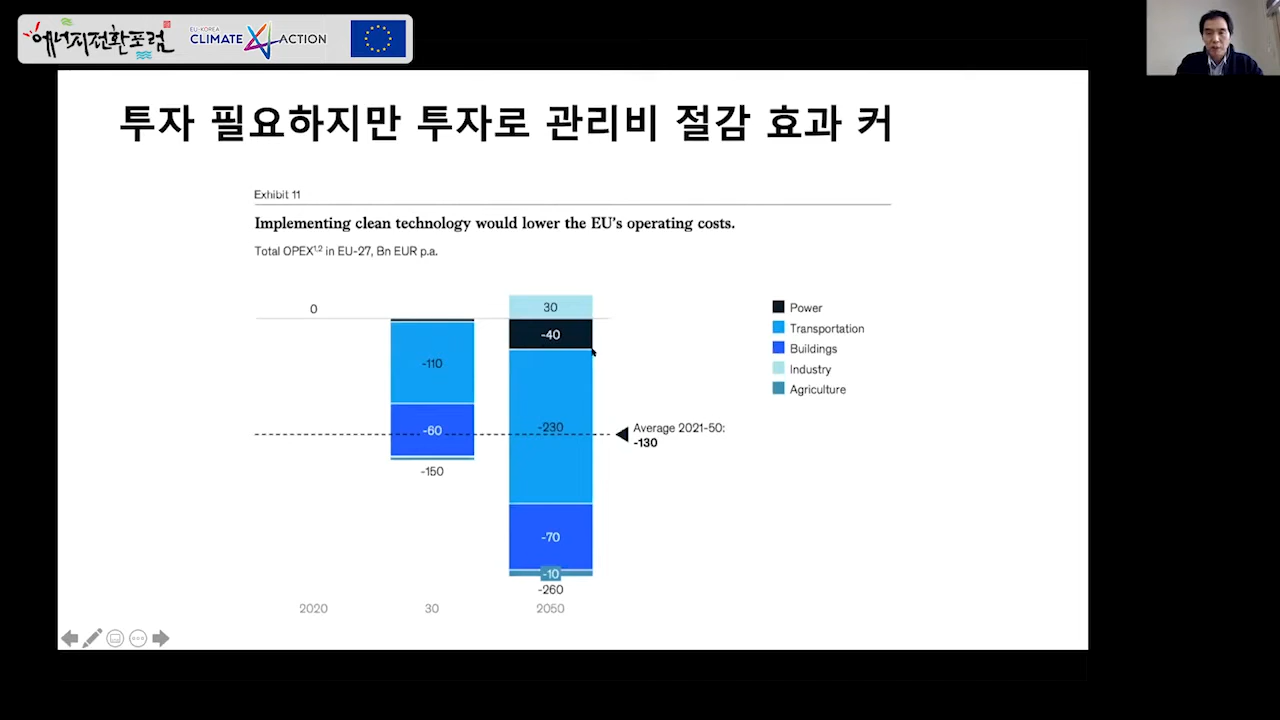 에너지전환포럼
EU-KOREA
CLIMATE ACTION
투자 필요하지만 투자로 관리비 절감 효과 커
Exhibit 11
Implementing clean technology would lower the EU's operating costs.
Total OPEX¹,² in EU-27, Bn EUR p.a.
0
-110
-60
-150
30
-40
-230
-70
-10
-260
Average 2021-50:
-130
Power
Transportation
Buildings
Industry
Agriculture
2020
30
2050